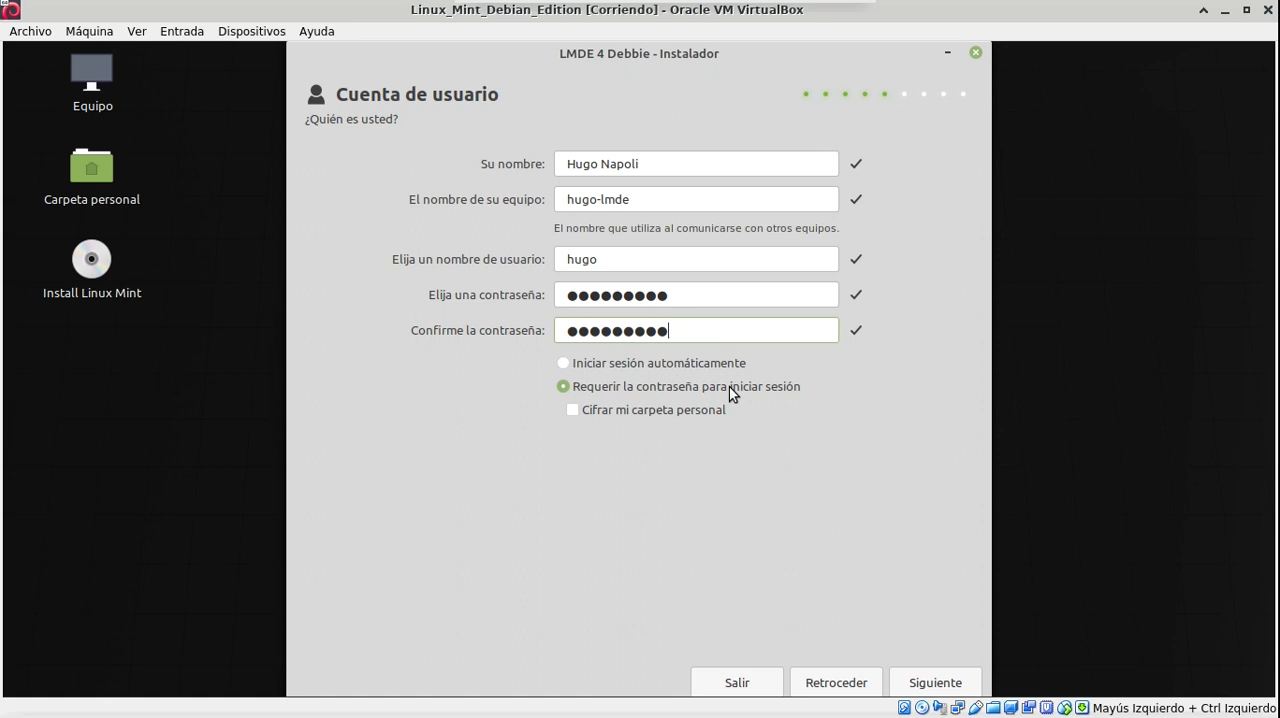 Linux_Mint_Debian_Edition [Corriendo] - Oracle VM VirtualBox
Archivo Máquina Ver Entrada Dispositivos Ayuda
Equipo
Carpeta personal
Install Linux Mint
LMDE 4 Debbie - Instalador
Cuenta de usuario
¿Quién es usted?
Su nombre: Hugo Napoli
El nombre de su equipo: hugo-lmde
El nombre que utiliza al comunicarse con otros equipos.
Elija un nombre de usuario: hugo
Elija una contraseña: ●●●●●●●●●
Confirme la contraseña: ●●●●●●●●●
Iniciar sesión automáticamente
Requerir la contraseña para iniciar sesión
Cifrar mi carpeta personal
Salir Retroceder Siguiente
Mayús Izquierdo + Ctrl Izquierdo